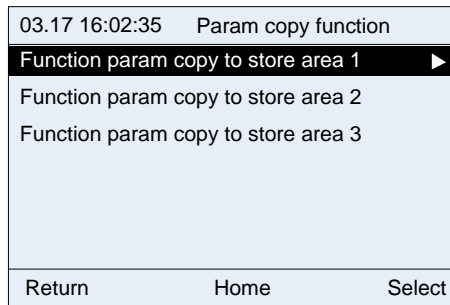 03.17 16:02:35 Param copy function
Function param copy to store area 1
Function param copy to store area 2
Function param copy to store area 3
Return Home Select